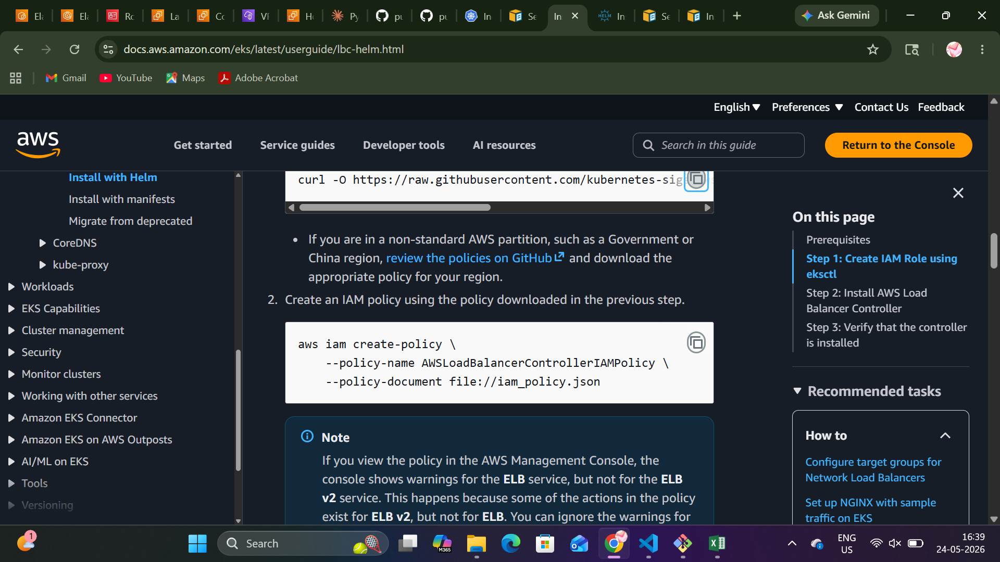 Ela
Ela
Ro
La
Co
VP
Ho
Py
pu
pu
In
Se
In
HELM In
Se
In
Ask Gemini
docs.aws.amazon.com/eks/latest/userguide/lbc-helm.html
Gmail
YouTube
Maps
Adobe Acrobat
English
Preferences
Contact Us
Feedback
aws
Get started
Service guides
Developer tools
AI resources
Search in this guide
Return to the Console
Install with Helm
Install with manifests
Migrate from deprecated
CoreDNS
kube-proxy
Workloads
EKS Capabilities
Cluster management
Security
Monitor clusters
Working with other services
Amazon EKS Connector
Amazon EKS on AWS Outposts
AI/ML on EKS
Tools
Versioning
curl -O https://raw.githubusercontent.com/kubernetes-sigs
• If you are in a non-standard AWS partition, such as a Government or
China region, review the policies on GitHub and download the
appropriate policy for your region.
2. Create an IAM policy using the policy downloaded in the previous step.
aws iam create-policy \
--policy-name AWSLoadBalancerControllerIAMPolicy \
--policy-document file://iam_policy.json
Note
If you view the policy in the AWS Management Console, the
console shows warnings for the ELB service, but not for the ELB
v2 service. This happens because some of the actions in the policy
exist for ELB v2, but not for ELB. You can ignore the warnings for
On this page
Prerequisites
Step 1: Create IAM Role using
eksctl
Step 2: Install AWS Load
Balancer Controller
Step 3: Verify that the controller
is installed
Recommended tasks
How to
Configure target groups for
Network Load Balancers
Set up NGINX with sample
traffic on EKS
1
Search
M365
ENG
US
16:39
24-05-2026